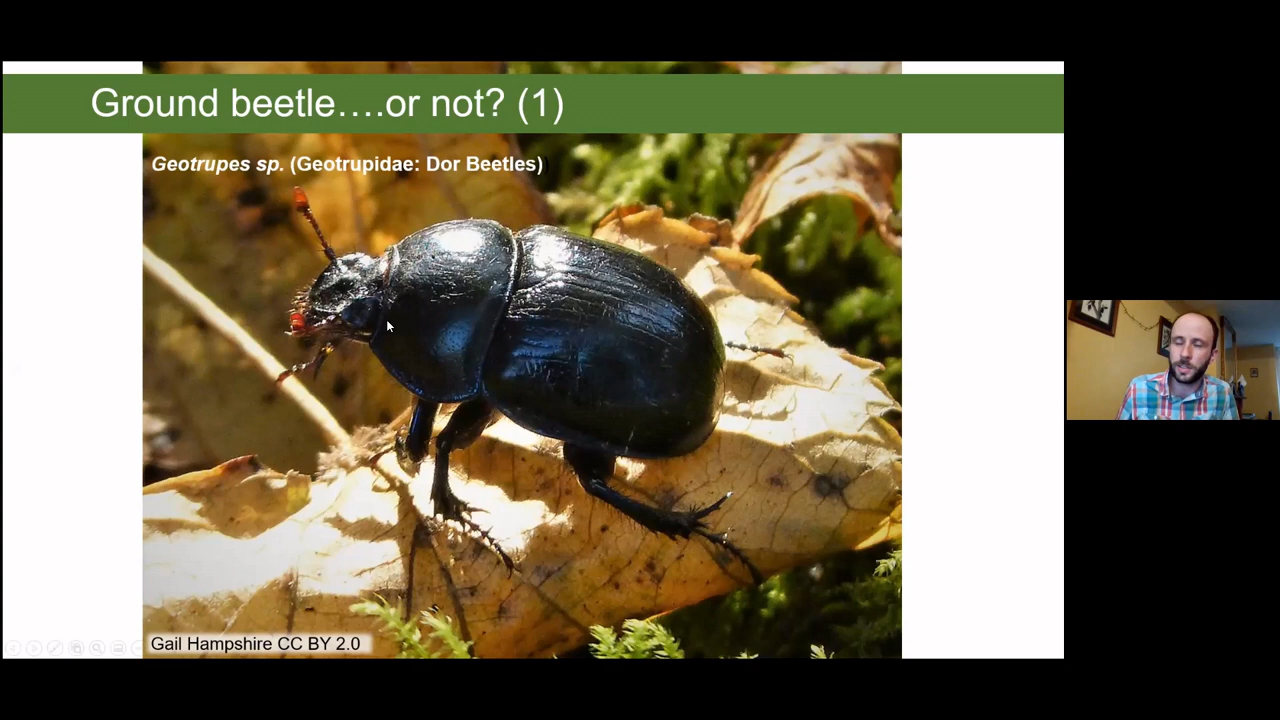 Ground beetle….or not? (1)
Geotrupes sp. (Geotrupidae: Dor Beetles)
Gail Hampshire CC BY 2.0